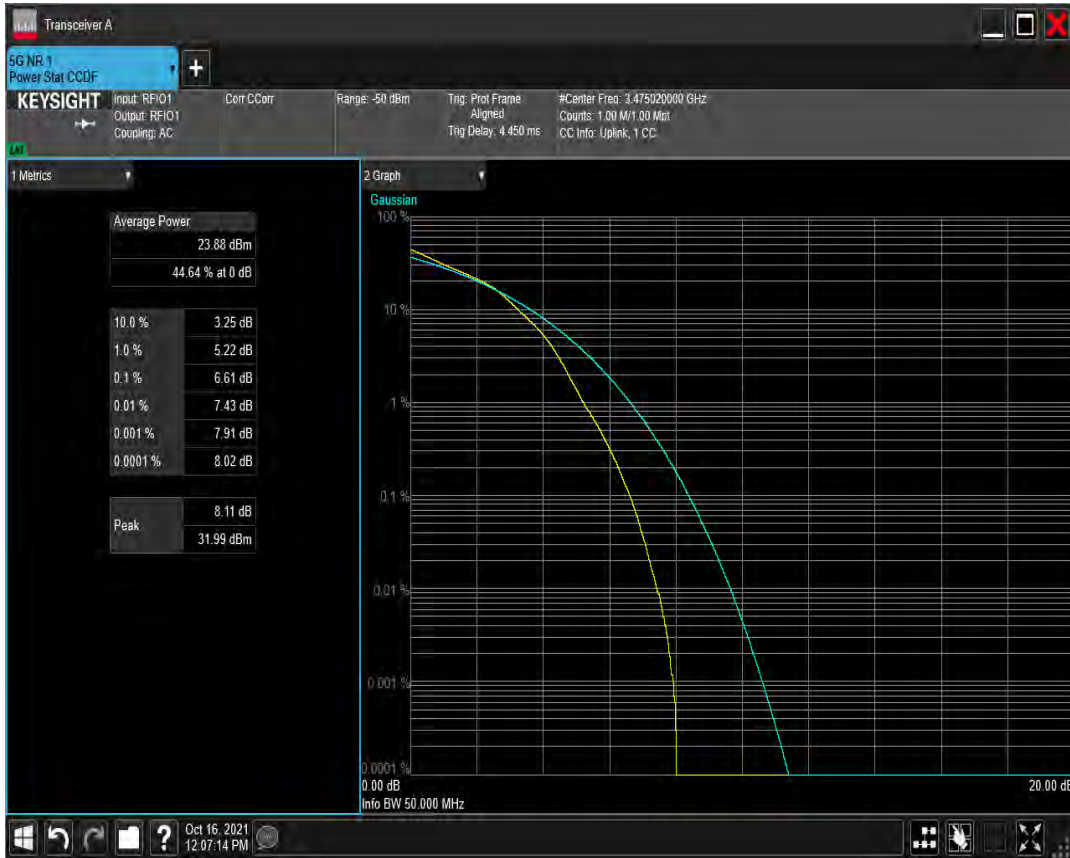 Transceiver A
5G NR 1
Power Stat CCDF
+
KEYSIGHT
Input: RFIO1
Output: RFIO1
Coupling: AC
Corr CCorr
Range: -50 dBm
Trig: Prot Frame
Aligned
Trig Delay: 4.450 ms
#Center Freq: 3.475020000 GHz
Counts: 1.00 M/1.00 Mpt
CC Info: Uplink, 1 CC
1 Metrics
Average Power
23.88 dBm
44.64 % at 0 dB
10.0 % 3.25 dB
1.0 % 5.22 dB
0.1 % 6.61 dB
0.01 % 7.43 dB
0.001 % 7.91 dB
0.0001 % 8.02 dB
Peak 8.11 dB
31.99 dBm
2 Graph
Gaussian
100 %
10 %
1 %
0.1 %
0.01 %
0.001 %
0.0001 %
0.00 dB 20.00 dB
Info BW 50.000 MHz
?
Oct 16, 2021
12:07:14 PM